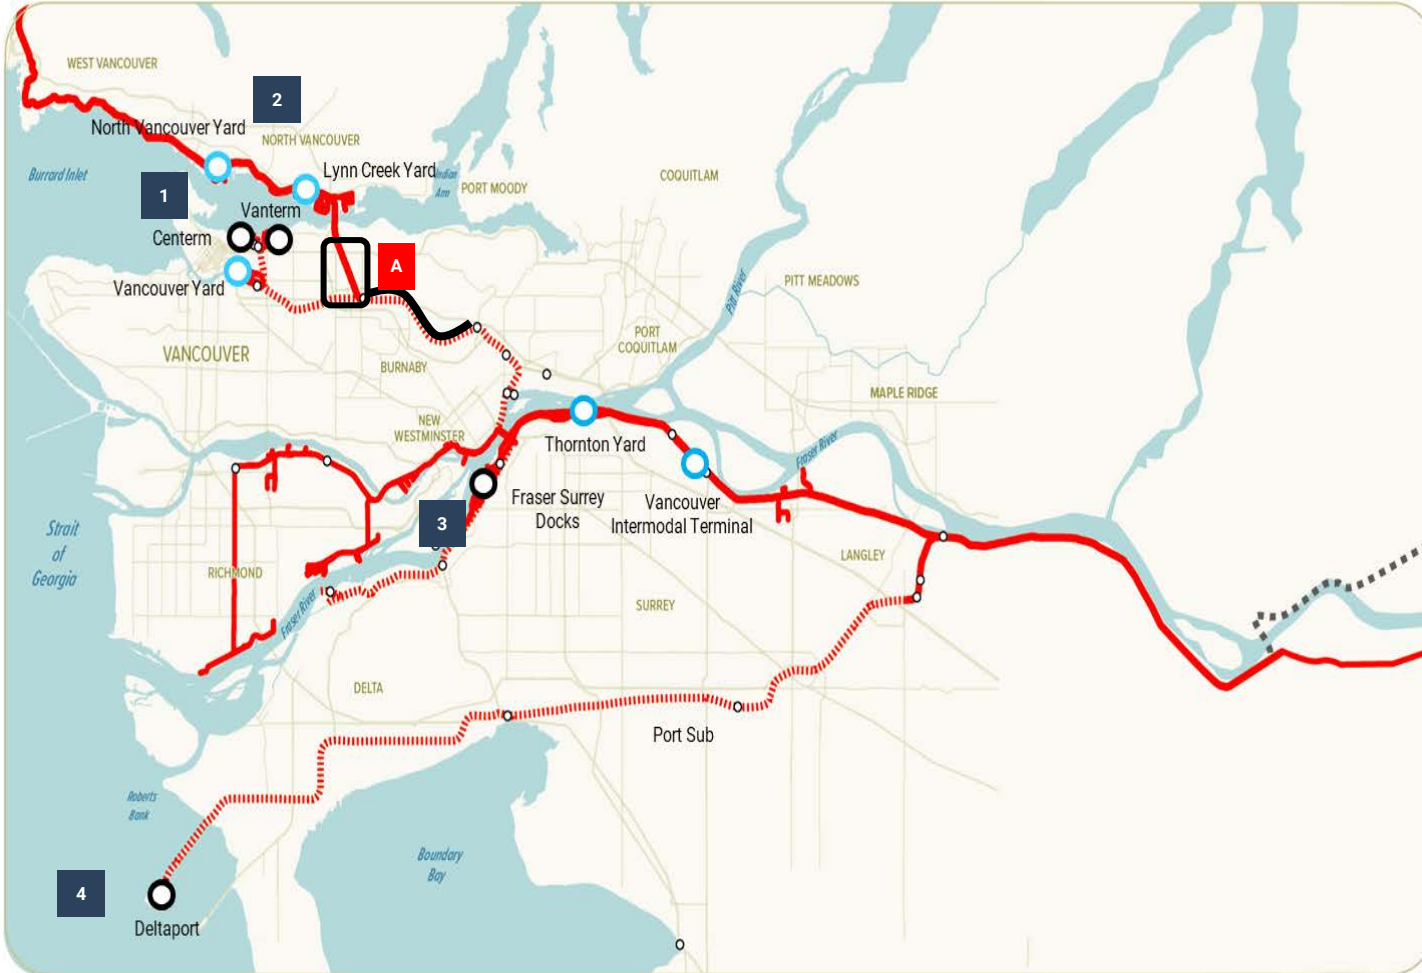 WEST VANCOUVER
2
North Vancouver Yard
NORTH VANCOUVER
Burrard Inlet
Lynn Creek Yard
Indian
Arm
PORT MOODY
COQUITLAM
1
Vanterm
Centerm
A
Vancouver Yard
Pitt River
PITT MEADOWS
VANCOUVER
BURNABY
PORT
COQUITLAM
MAPLE RIDGE
NEW
WESTMINSTER
Thornton Yard
Fraser River
Fraser Surrey
Docks
Vancouver
Intermodal Terminal
3
Strait
of
Georgia
RICHMOND
LANGLEY
Fraser River
SURREY
DELTA
Port Sub
Roberts
Bank
Boundary
Bay
4
Deltaport